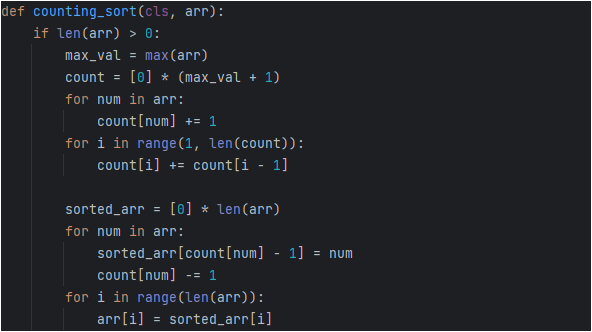 def counting_sort(cls, arr):
    if len(arr) > 0:
        max_val = max(arr)
        count = [0] * (max_val + 1)
        for num in arr:
            count[num] += 1
        for i in range(1, len(count)):
            count[i] += count[i - 1]

        sorted_arr = [0] * len(arr)
        for num in arr:
            sorted_arr[count[num] - 1] = num
            count[num] -= 1
        for i in range(len(arr)):
            arr[i] = sorted_arr[i]